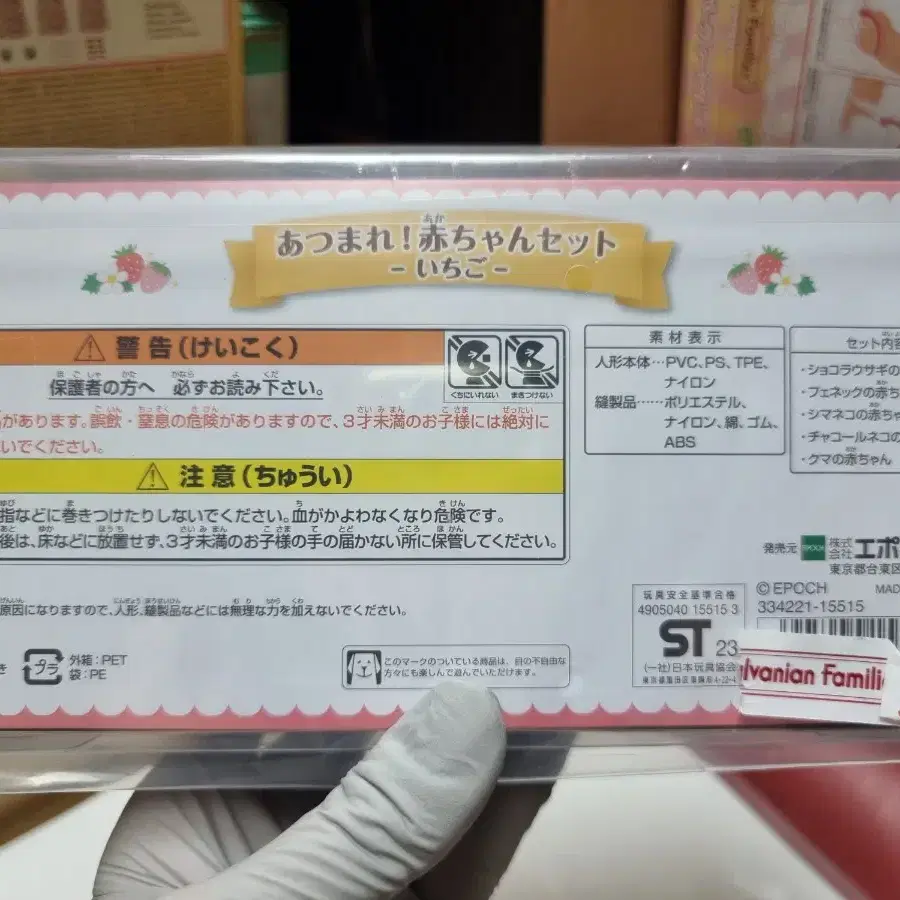 あつまれ！赤ちゃんセット
- いちご -
警告(けいこく)
保護者の方へ 必ずお読み下さい。
があります。誤飲・窒息の危険がありますので、3才未満のお子様には絶対に
いでください。
くちにいれない まきつけない
注意(ちゅうい)
指などに巻きつけたりしないでください。血がかよわなくなり危険です。
後は、床などに放置せず、3才未満のお子様の手の届かない所に保管してください。
原因になりますので、人形、縫製品などには無理な力を加えないでください。
プラ
外箱：PET
袋：PE
このマークのついている商品は、目の不自由な
方々にも楽しんで遊んでいただけます。
素材表示
人形本体…PVC、PS、TPE、
ナイロン
縫製品……ポリエステル、
ナイロン、綿、ゴム、
ABS
セット内容
・ショコラウサギの
・フェネックの赤ち
・シマネコの赤ちゃ
・チャコールネコの
・クマの赤ちゃん
発売元 EPOCH 株式会社 エポ
東京都台東区
© EPOCH MAD
334221-15515
玩具安全基準合格
4905040 15515 3
ST 23
(一社)日本玩具協会
lvanian Famili